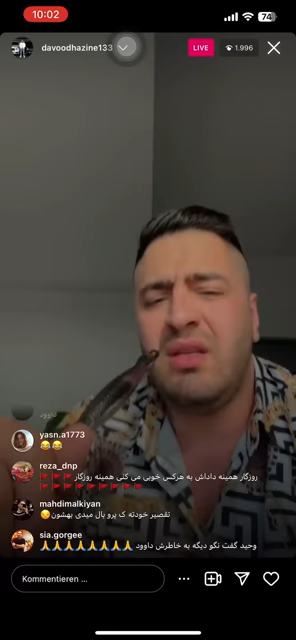 10:02
74
davoodhazine133
LIVE
1.996
داوود
yasn.a1773
😂😂
reza_dnp
روزگار همینه داداش به هرکس خوبی می کنی همینه روزگار🚩🚩🚩
🚩🚩🚩🚩🚩🚩🚩🚩🚩
mahdimalkiyan
تقصیر خودته ک پرو بال میدی بهشون😒
sia.gorgee
وحید گفت نگو دیگه به خاطرش داوود 🙏🙏🙏🙏🙏🙏🙏🙏🙏
Kommentieren ...